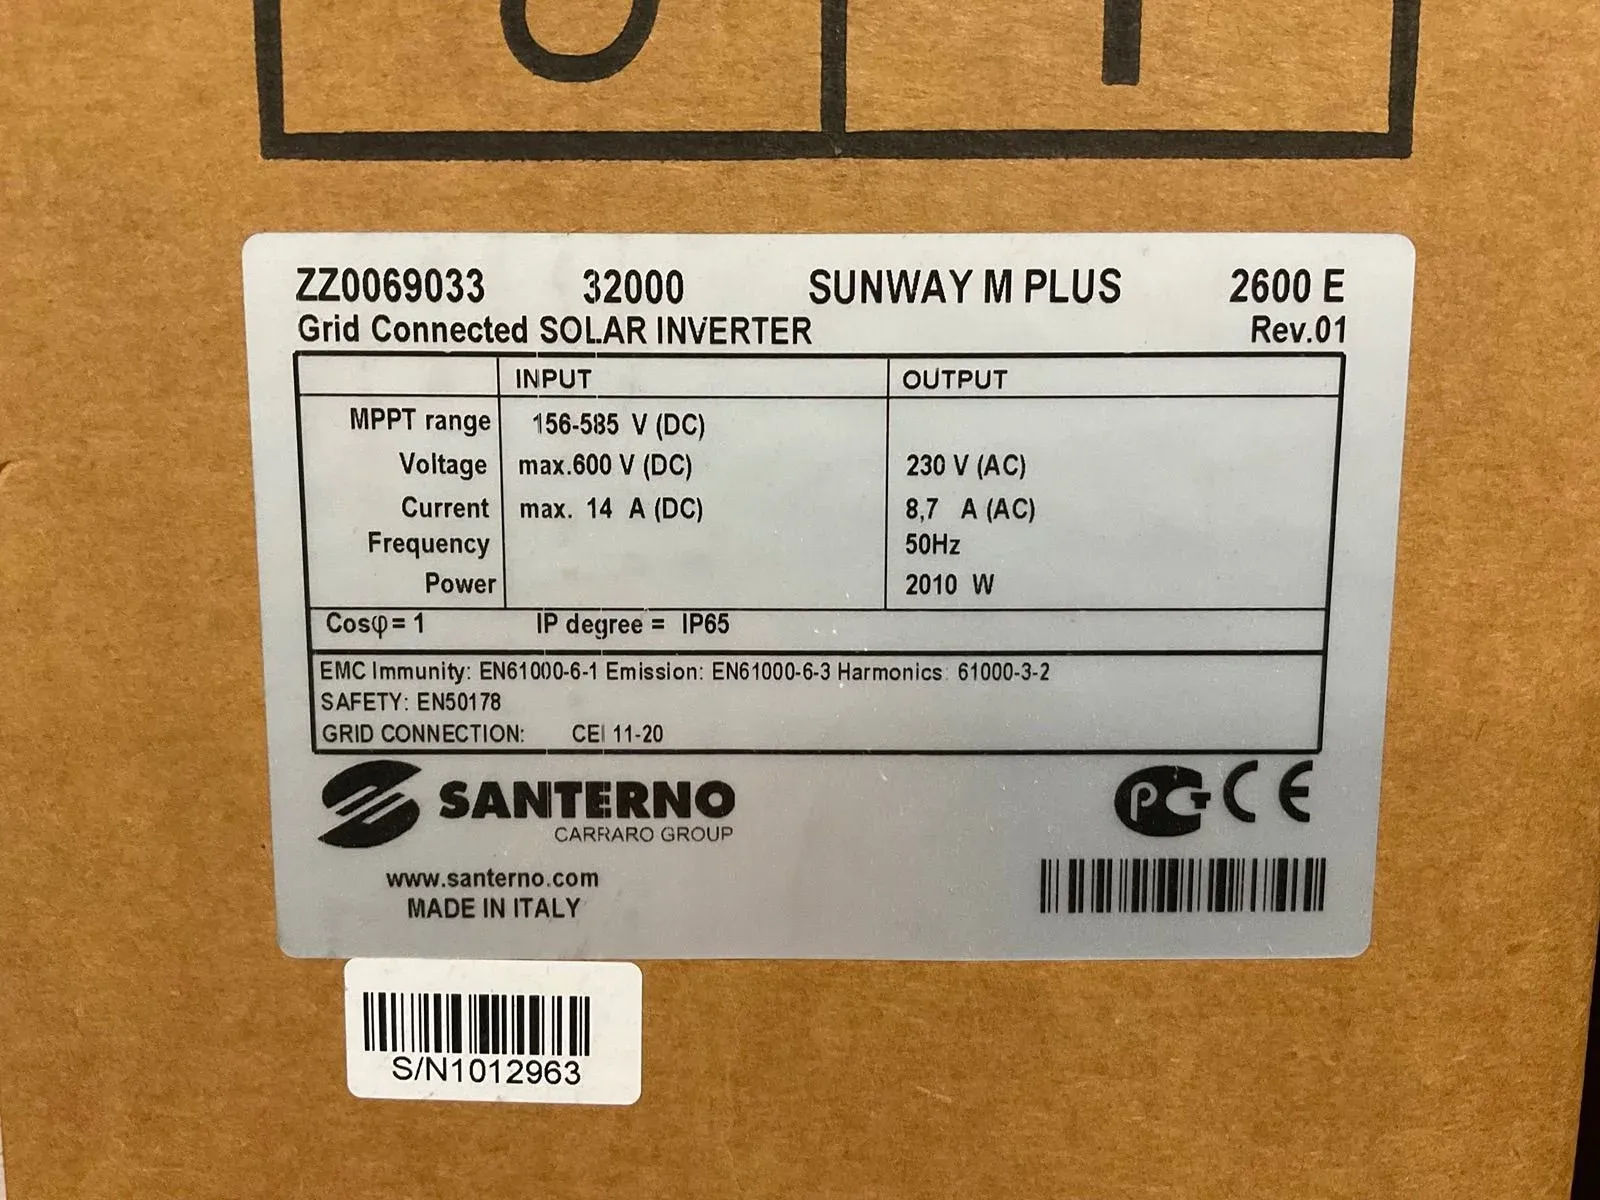 ZZ0069033 32000 SUNWAY M PLUS 2600 E
Grid Connected SOLAR INVERTER Rev.01
INPUT OUTPUT
MPPT range 156-585 V (DC)
Voltage max.600 V (DC) 230 V (AC)
Current max. 14 A (DC) 8,7 A (AC)
Frequency 50Hz
Power 2010 W
Cosφ= 1 IP degree = IP65
EMC Immunity: EN61000-6-1 Emission: EN61000-6-3 Harmonics: 61000-3-2
SAFETY: EN50178
GRID CONNECTION: CEI 11-20
SANTERNO
CARRARO GROUP
PCT CE
www.santerno.com
MADE IN ITALY
S/N1012963